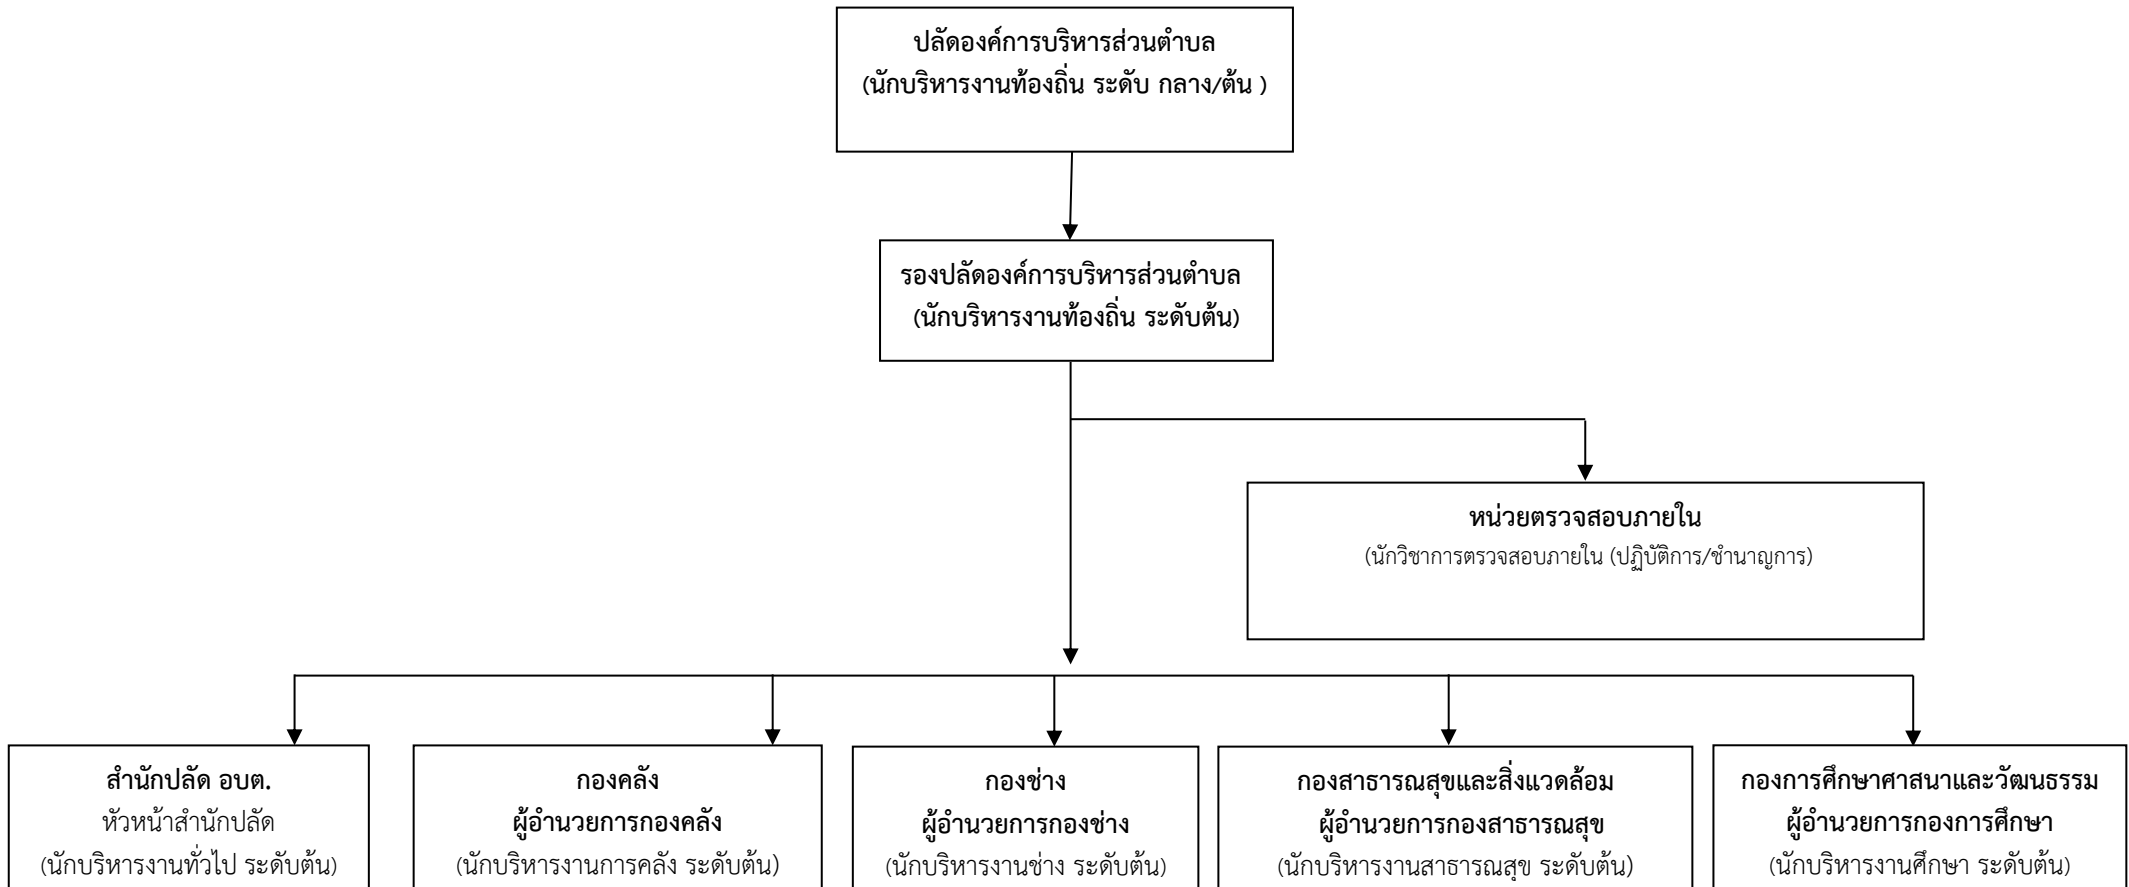 ปลัดองค์การบริหารส่วนตำบล
(นักบริหารงานท้องถิ่น ระดับ กลาง/ต้น )
รองปลัดองค์การบริหารส่วนตำบล
(นักบริหารงานท้องถิ่น ระดับต้น)
หน่วยตรวจสอบภายใน
(นักวิชาการตรวจสอบภายใน (ปฏิบัติการ/ชำนาญการ)
สำนักปลัด อบต.
หัวหน้าสำนักปลัด
(นักบริหารงานทั่วไป ระดับต้น)
กองคลัง
ผู้อำนวยการกองคลัง
(นักบริหารงานการคลัง ระดับต้น)
กองช่าง
ผู้อำนวยการกองช่าง
(นักบริหารงานช่าง ระดับต้น)
กองสาธารณสุขและสิ่งแวดล้อม
ผู้อำนวยการกองสาธารณสุข
(นักบริหารงานสาธารณสุข ระดับต้น)
กองการศึกษาศาสนาและวัฒนธรรม
ผู้อำนวยการกองการศึกษา
(นักบริหารงานศึกษา ระดับต้น)